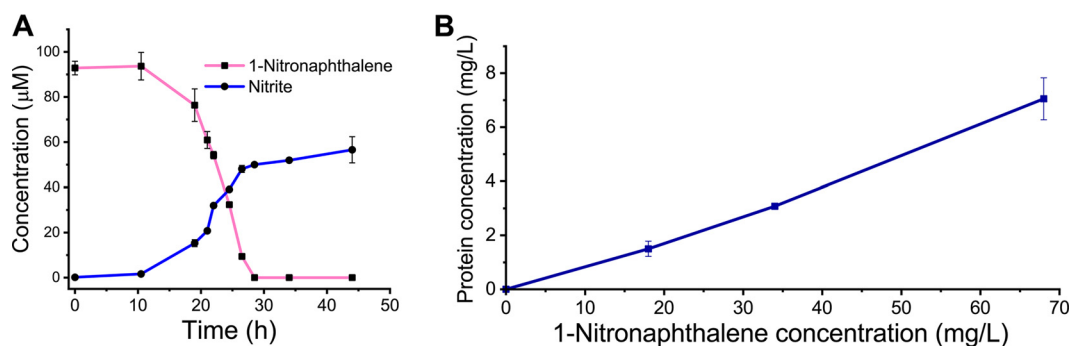 A
1-Nitronaphthalene
Nitrite
Concentration (μM)
100
80
60
40
20
0
0 10 20 30 40 50
Time (h)
B
Protein concentration (mg/L)
8
6
4
2
0
0 10 20 30 40 50 60 70
1-Nitronaphthalene concentration (mg/L)